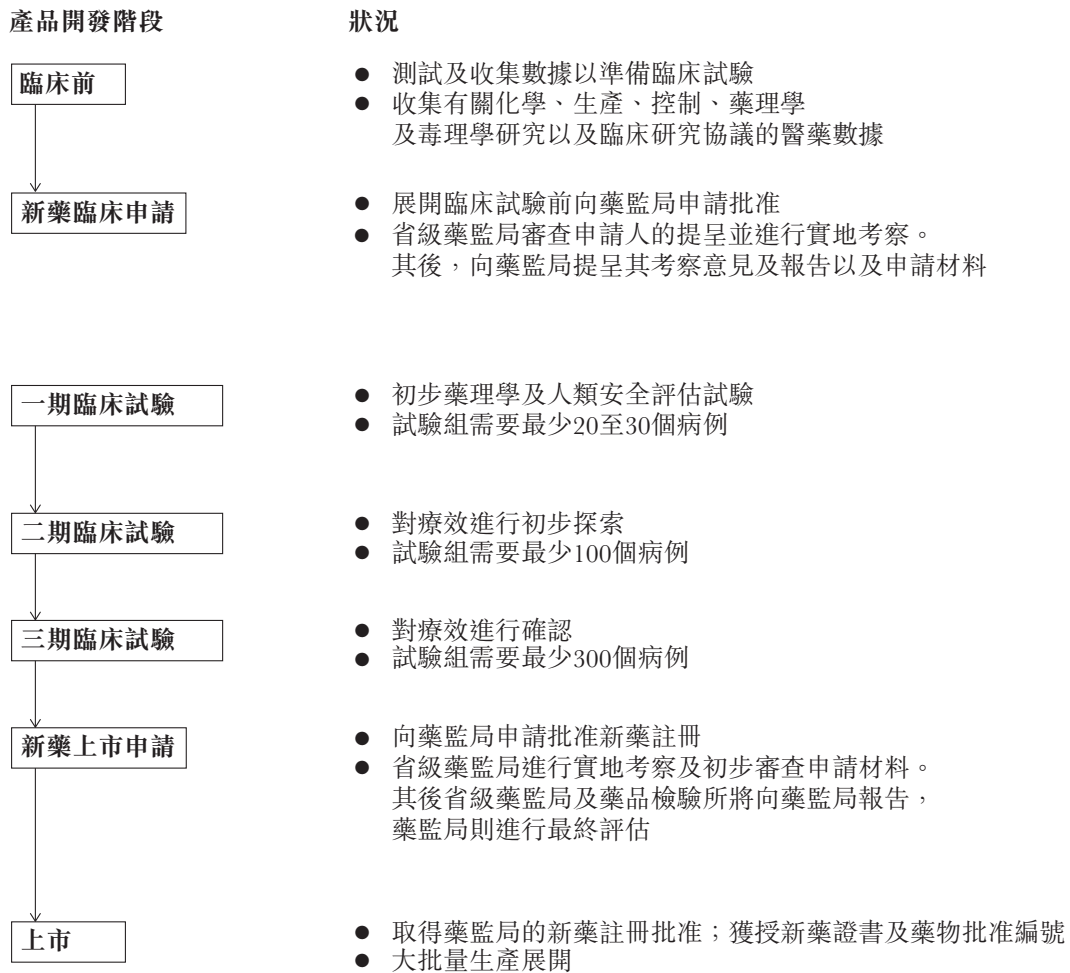 產品開發階段 狀況
臨床前
● 測試及收集數據以準備臨床試驗
● 收集有關化學、生產、控制、藥理學
及毒理學研究以及臨床研究協議的醫藥數據
新藥臨床申請
● 展開臨床試驗前向藥監局申請批准
● 省級藥監局審查申請人的提呈並進行實地考察。
其後,向藥監局提呈其考察意見及報告以及申請材料
一期臨床試驗
● 初步藥理學及人類安全評估試驗
● 試驗組需要最少20至30個病例
二期臨床試驗
● 對療效進行初步探索
● 試驗組需要最少100個病例
三期臨床試驗
● 對療效進行確認
● 試驗組需要最少300個病例
新藥上市申請
● 向藥監局申請批准新藥註冊
● 省級藥監局進行實地考察及初步審查申請材料。
其後省級藥監局及藥品檢驗所將向藥監局報告,
藥監局則進行最終評估
上市
● 取得藥監局的新藥註冊批准;獲授新藥證書及藥物批准編號
● 大批量生產展開